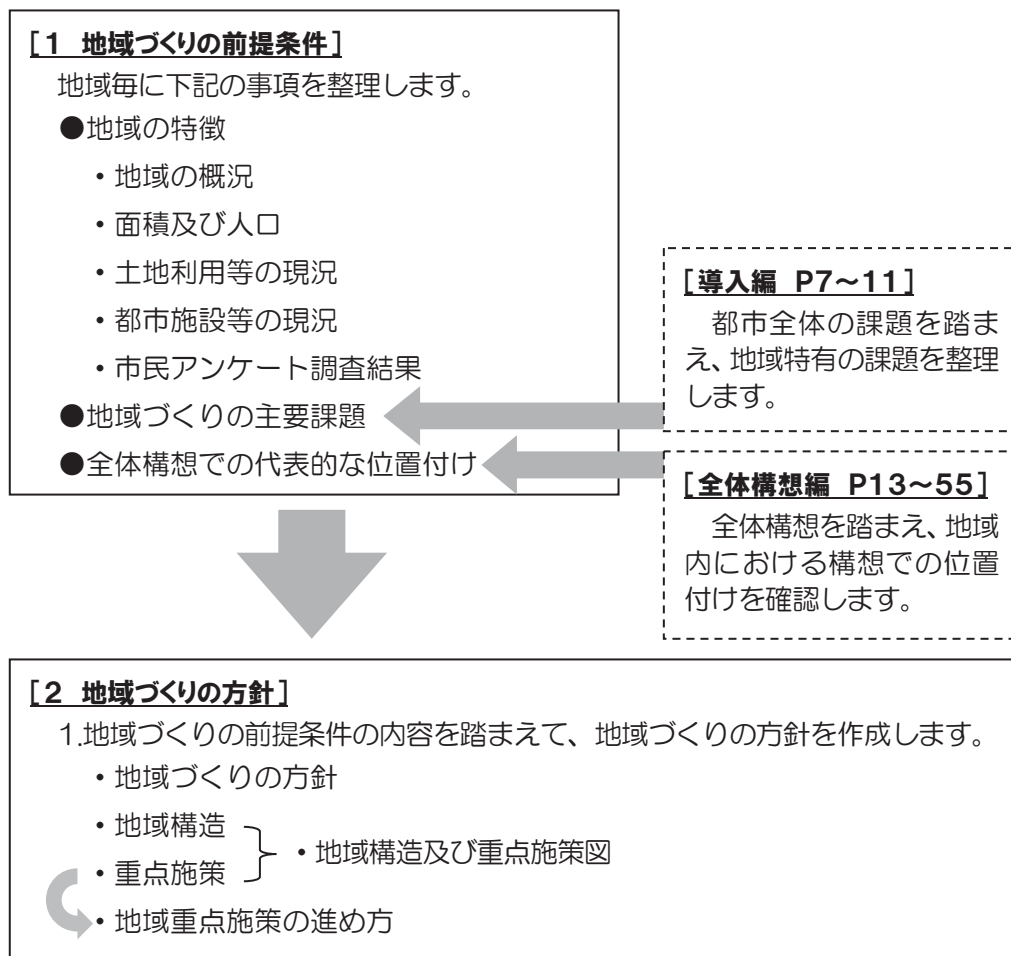 [1 地域づくりの前提条件]
地域毎に下記の事項を整理します。
●地域の特徴
・地域の概況
・面積及び人口
・土地利用等の現況
・都市施設等の現況
・市民アンケート調査結果
●地域づくりの主要課題
●全体構想での代表的な位置付け
[導入編 P7~11]
都市全体の課題を踏ま
え、地域特有の課題を整理
します。
[全体構想編 P13~55]
全体構想を踏まえ、地域
内における構想での位置
付けを確認します。
[2 地域づくりの方針]
1.地域づくりの前提条件の内容を踏まえて、地域づくりの方針を作成します。
・地域づくりの方針
・地域構造
・重点施策
・地域構造及び重点施策図
・地域重点施策の進め方